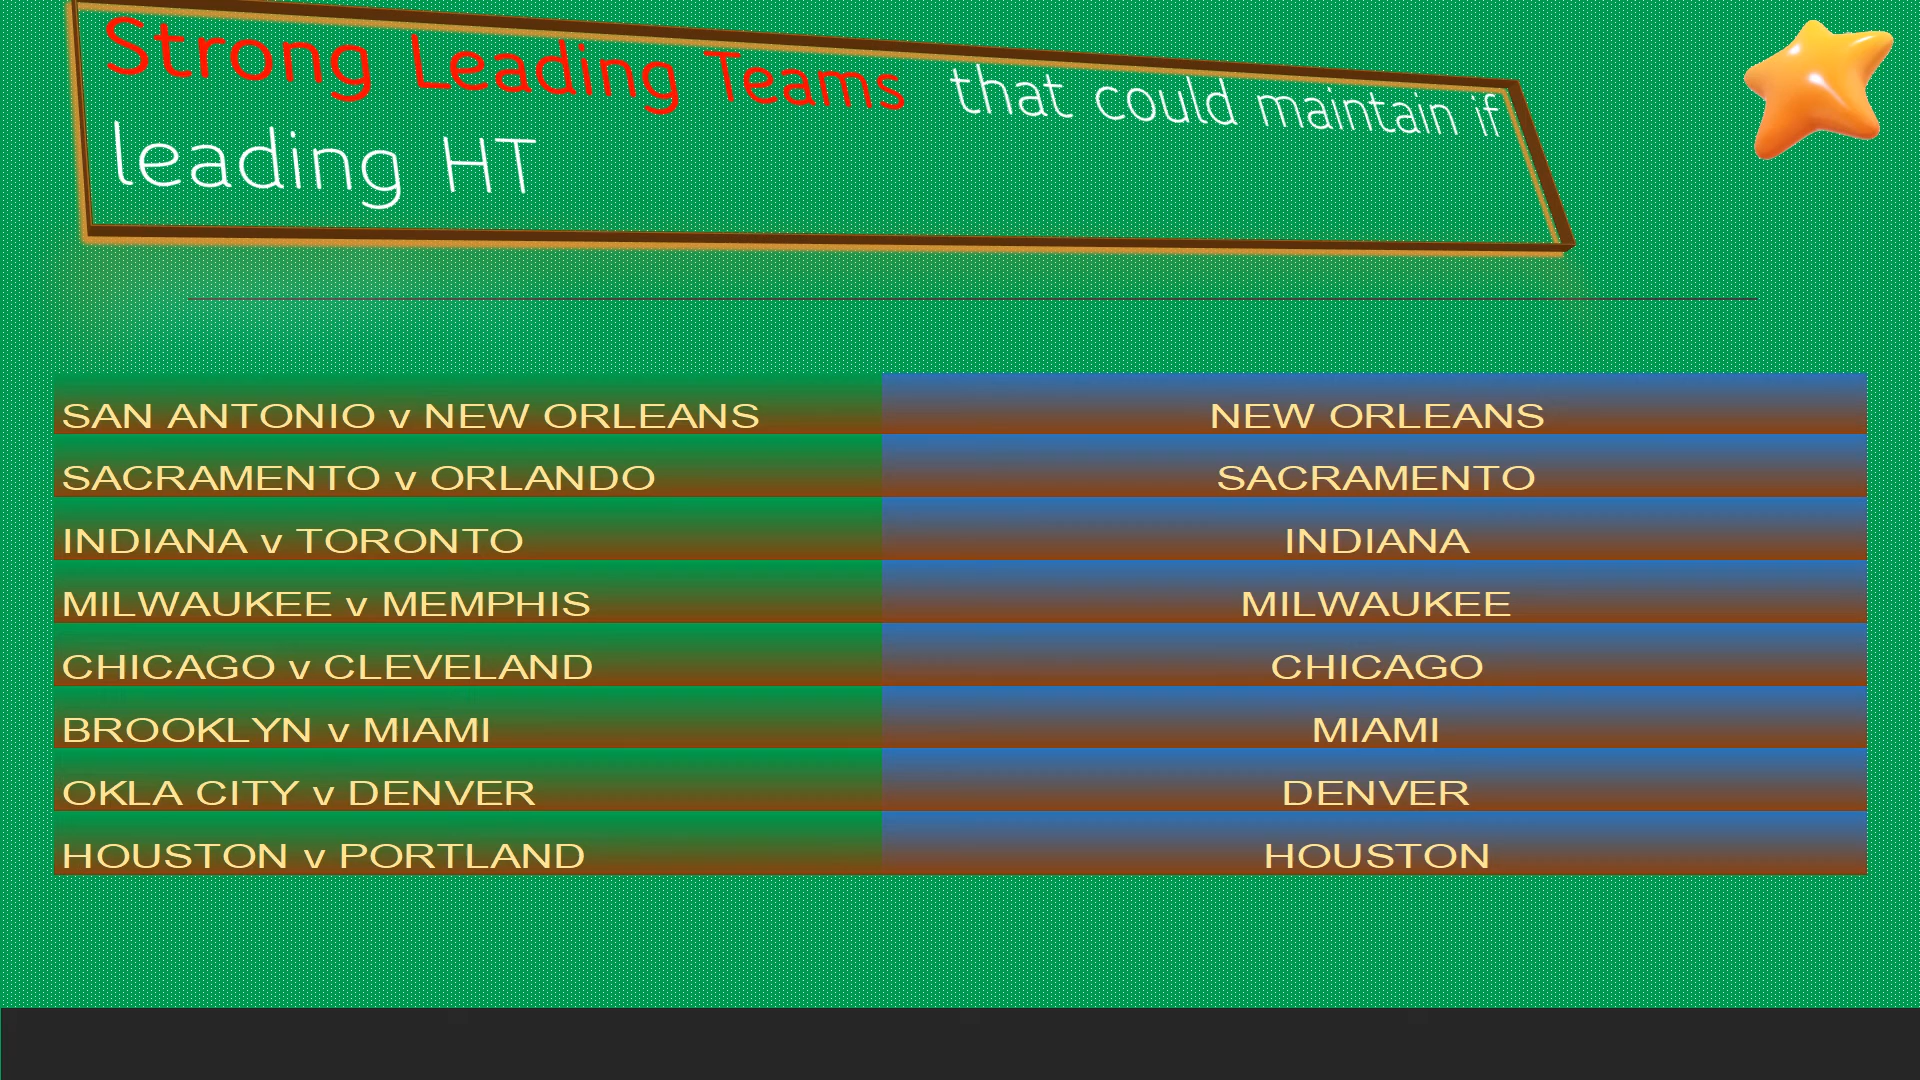 Strong Leading Teams that could maintain if
leading HT
SAN ANTONIO v NEW ORLEANS NEW ORLEANS
SACRAMENTO v ORLANDO SACRAMENTO
INDIANA v TORONTO INDIANA
MILWAUKEE v MEMPHIS MILWAUKEE
CHICAGO v CLEVELAND CHICAGO
BROOKLYN v MIAMI MIAMI
OKLA CITY v DENVER DENVER
HOUSTON v PORTLAND HOUSTON